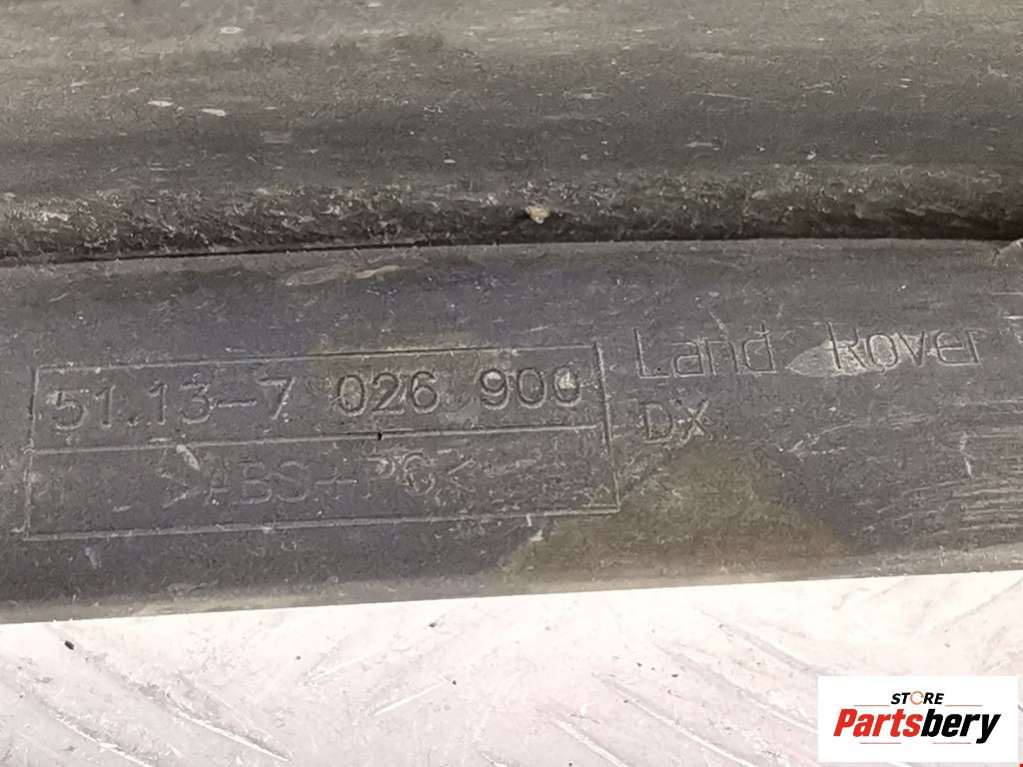 51.13-7 026 900
>ABS+PC<
Land Rover
DX
STORE
Partsbery